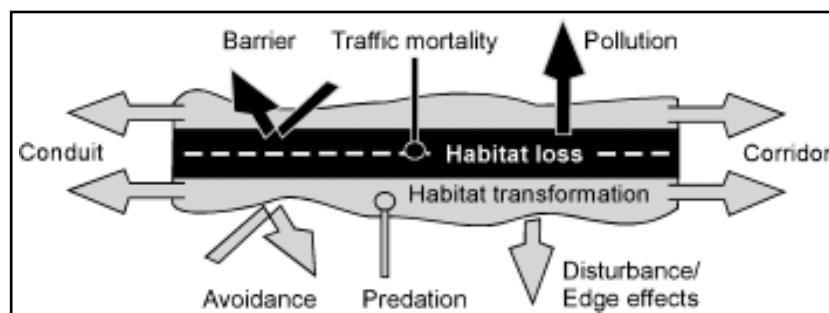 Barrier
Traffic mortality
Pollution
Conduit
Habitat loss
Corridor
Habitat transformation
Avoidance
Predation
Disturbance/
Edge effects